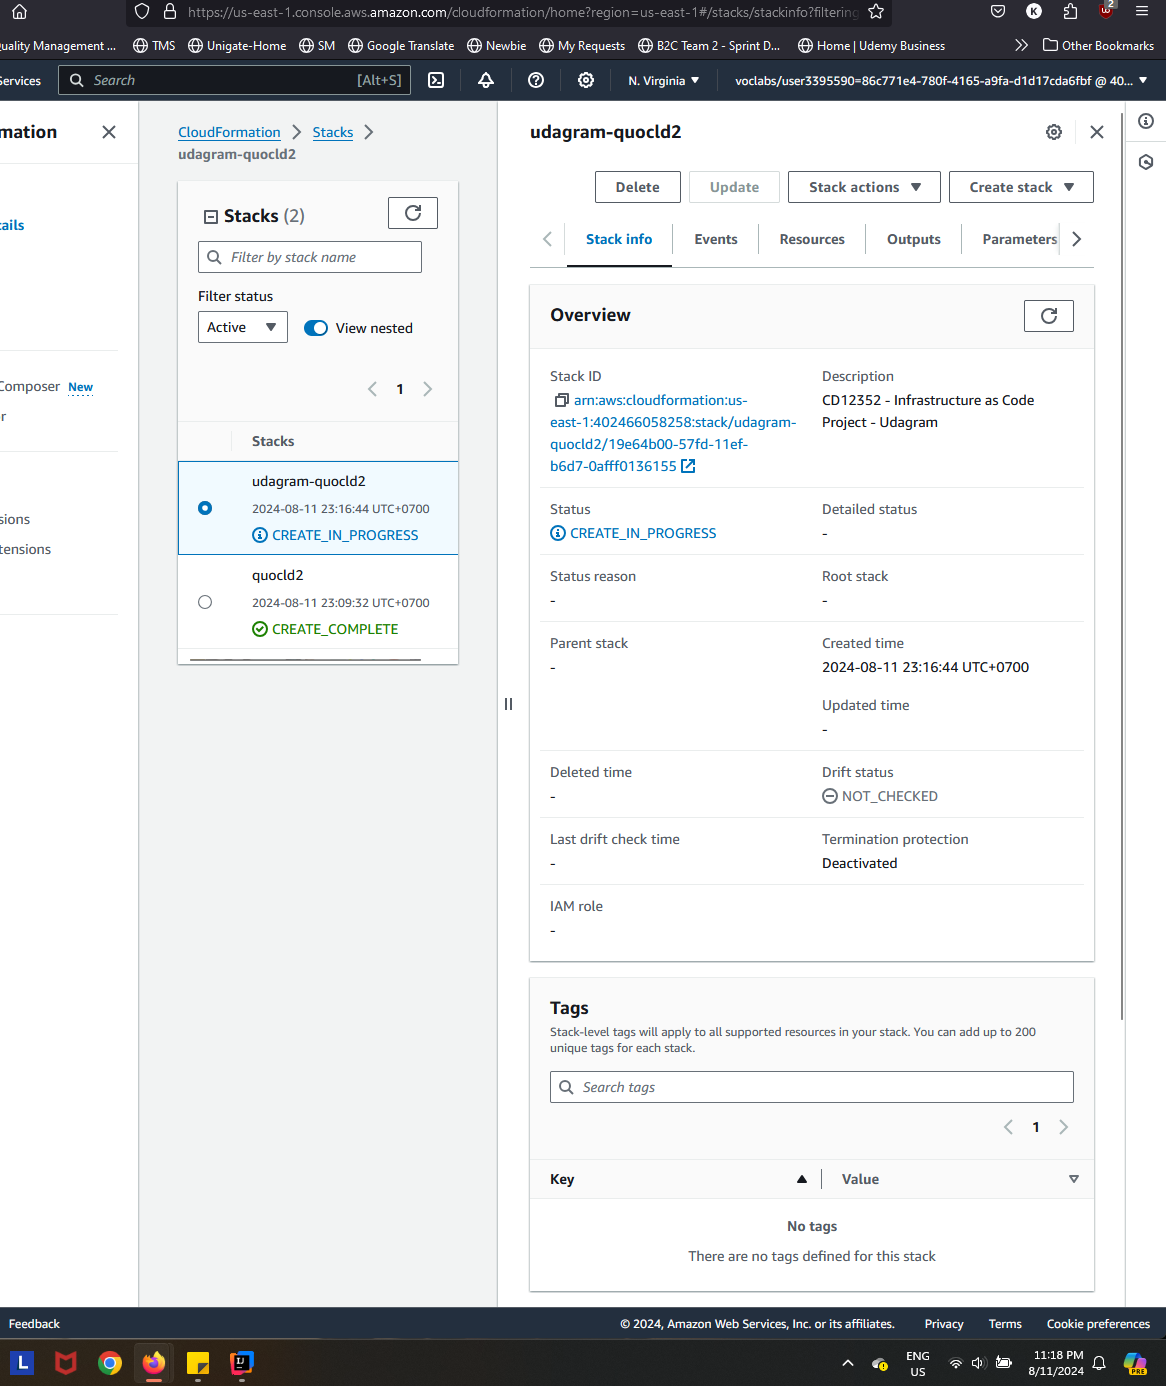 https://us-east-1.console.aws.amazon.com/cloudformation/home?region=us-east-1#/stacks/stackinfo?filtering
K
2
uality Management ...
TMS
Unigate-Home
SM
Google Translate
Newbie
My Requests
B2C Team 2 - Sprint D...
Home | Udemy Business
Other Bookmarks
Services
Search
[Alt+S]
N. Virginia
voclabs/user3395590=86c771e4-780f-4165-a9fa-d1d17cda6fbf @ 40...
mation
ails
Composer New
r
sions
tensions
CloudFormation
Stacks
udagram-quocld2
Stacks (2)
Filter by stack name
Filter status
Active
View nested
1
Stacks
udagram-quocld2
2024-08-11 23:16:44 UTC+0700
CREATE_IN_PROGRESS
quocld2
2024-08-11 23:09:32 UTC+0700
CREATE_COMPLETE
udagram-quocld2
Delete
Update
Stack actions
Create stack
Stack info
Events
Resources
Outputs
Parameters
Overview
Stack ID
arn:aws:cloudformation:us-
east-1:402466058258:stack/udagram-
quocld2/19e64b00-57fd-11ef-
b6d7-0afff0136155
Description
CD12352 - Infrastructure as Code
Project - Udagram
Status
CREATE_IN_PROGRESS
Detailed status
-
Status reason
-
Root stack
-
Parent stack
-
Created time
2024-08-11 23:16:44 UTC+0700
Updated time
-
Deleted time
-
Drift status
NOT_CHECKED
Last drift check time
-
Termination protection
Deactivated
IAM role
-
Tags
Stack-level tags will apply to all supported resources in your stack. You can add up to 200
unique tags for each stack.
Search tags
1
Key
Value
No tags
There are no tags defined for this stack
Feedback
© 2024, Amazon Web Services, Inc. or its affiliates.
Privacy
Terms
Cookie preferences
L
IJ
ENG
US
11:18 PM
8/11/2024
PRE